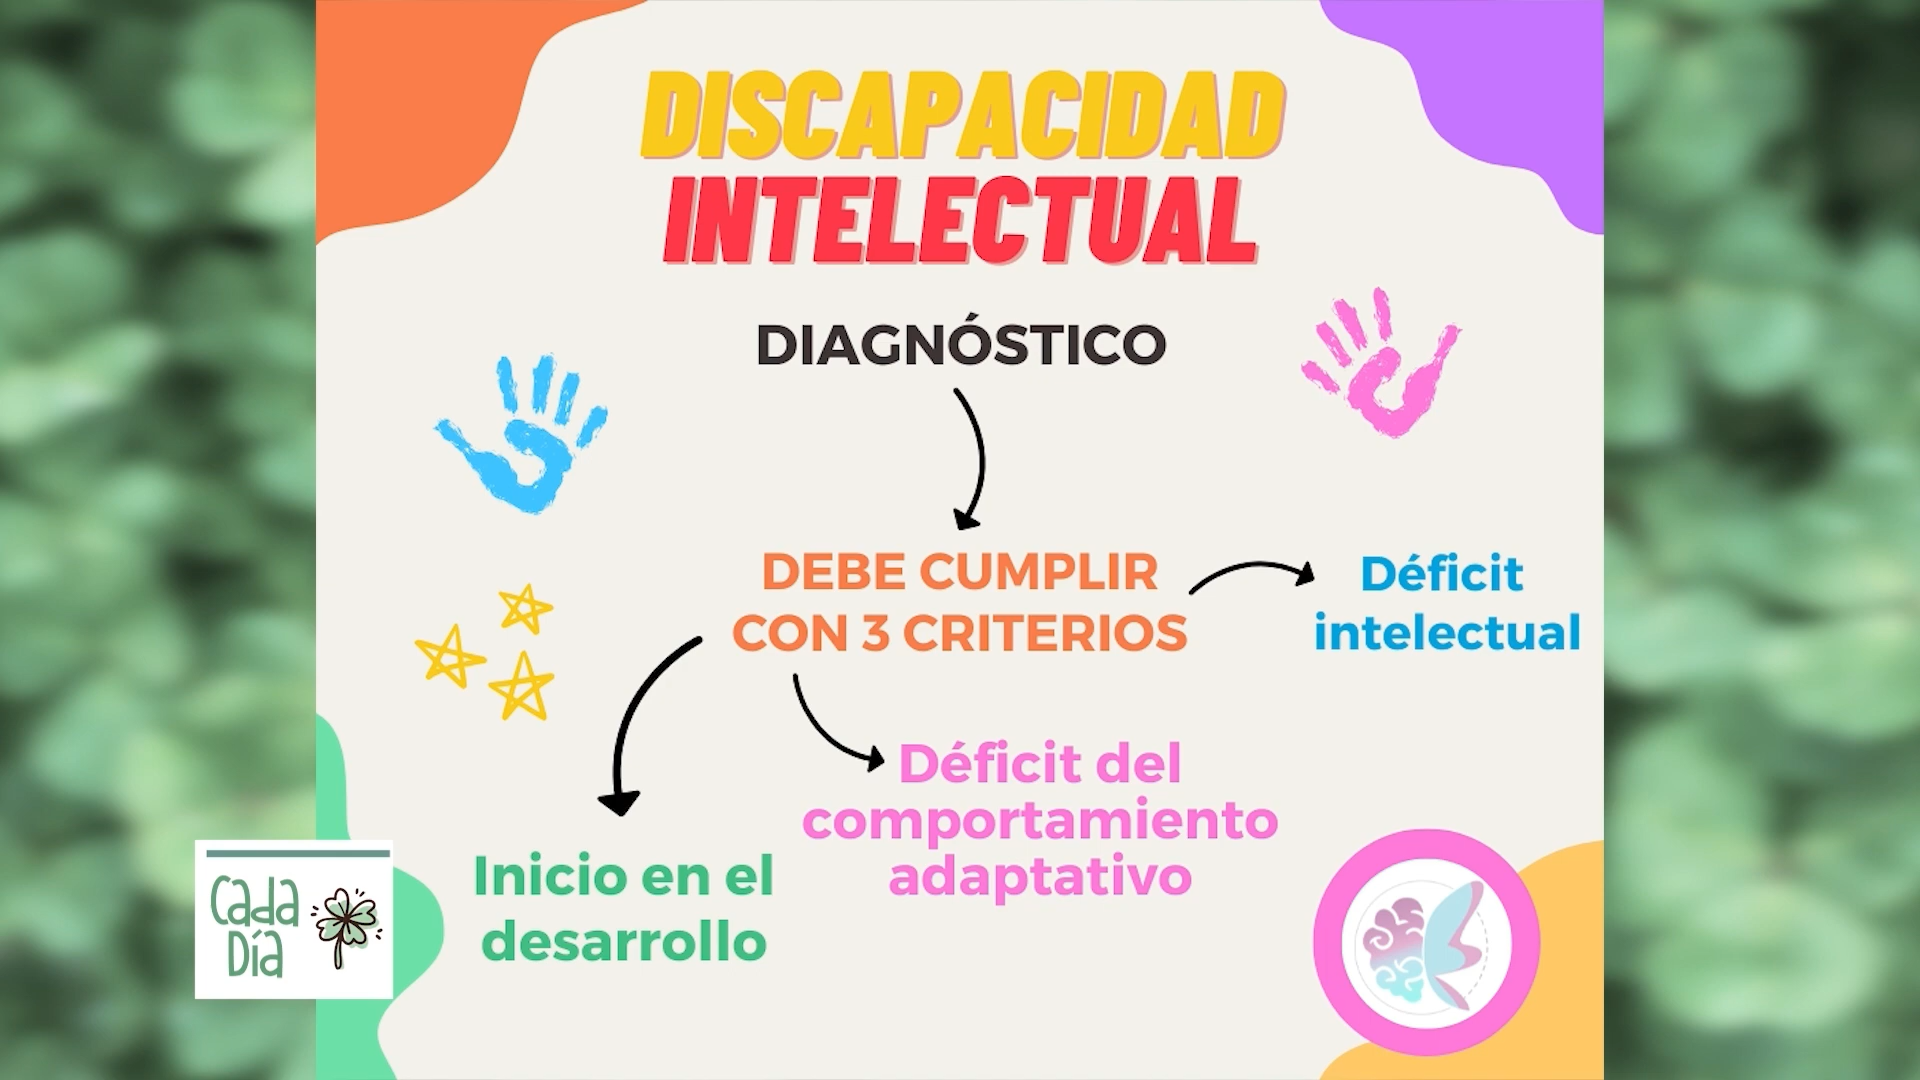 DISCAPACIDAD
INTELECTUAL
DIAGNÓSTICO
DEBE CUMPLIR
CON 3 CRITERIOS
Déficit
intelectual
Déficit del
comportamiento
adaptativo
Inicio en el
desarrollo
Cada
Día